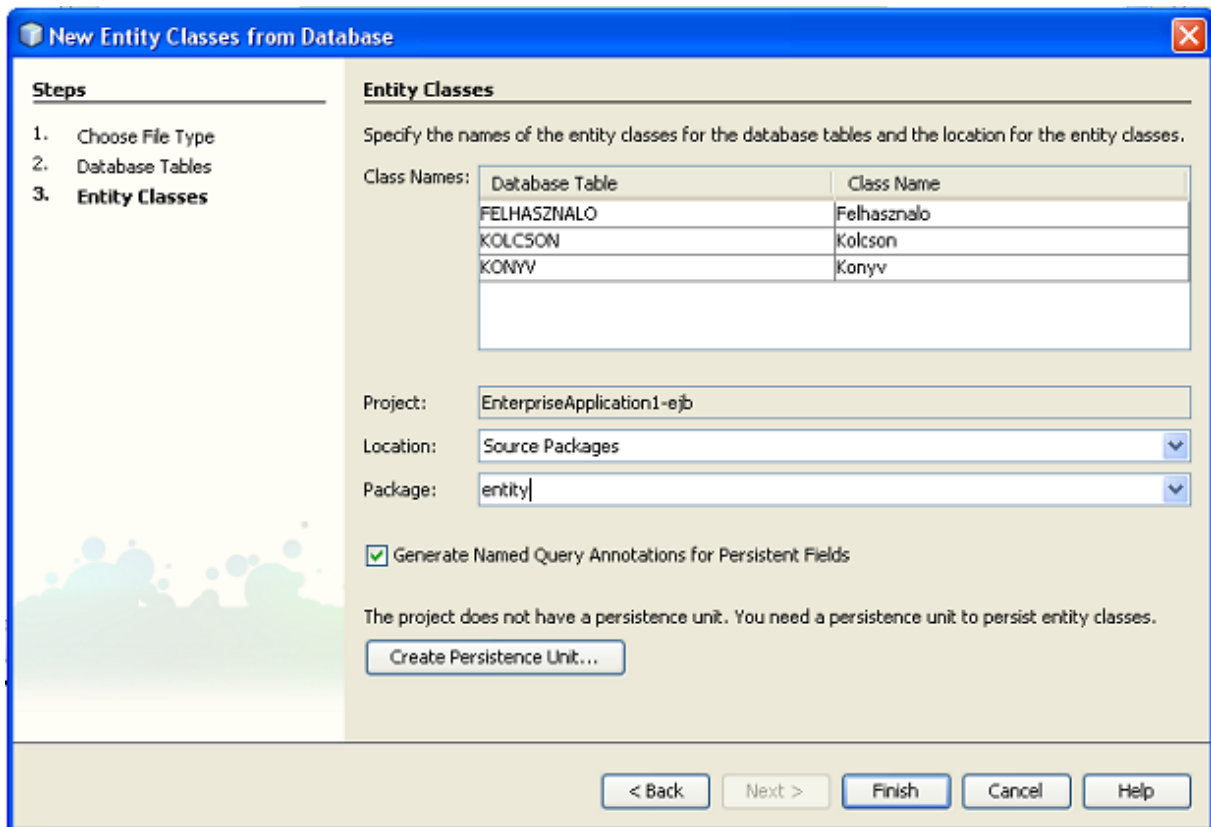 New Entity Classes from Database
Steps
1. Choose File Type
2. Database Tables
3. Entity Classes
Entity Classes
Specify the names of the entity classes for the database tables and the location for the entity classes.
Class Names:
Database Table Class Name
FELHASZNALO Felhasznalo
KOLCSON Kolcson
KONYV Konyv
Project: EnterpriseApplication1-ejb
Location: Source Packages
Package: entity
Generate Named Query Annotations for Persistent Fields
The project does not have a persistence unit. You need a persistence unit to persist entity classes.
Create Persistence Unit...
< Back Next > Finish Cancel Help